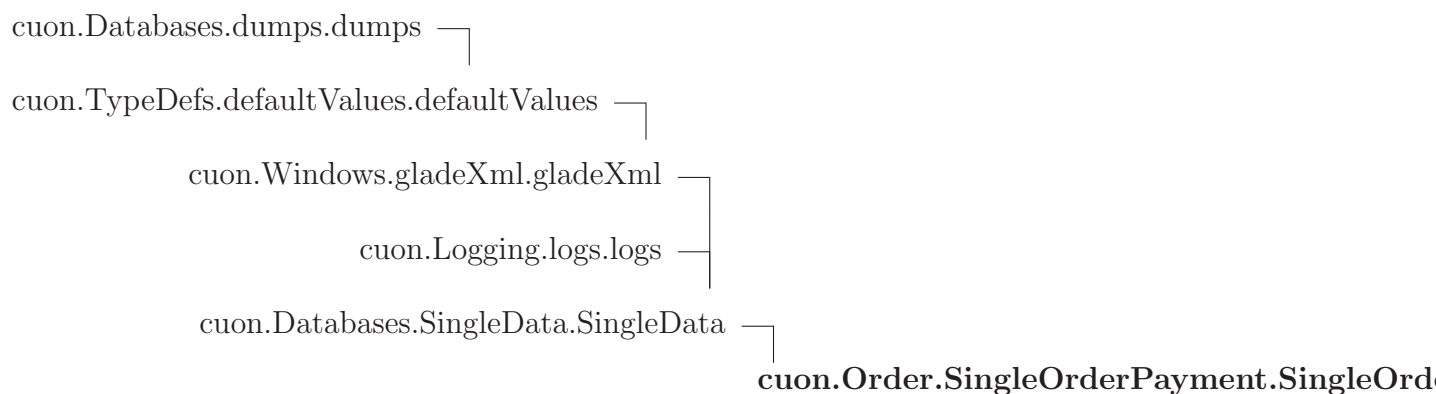 cuon.Databases.dumps.dumps
cuon.TypeDefs.defaultValues.defaultValues
cuon.Windows.gladeXml.gladeXml
cuon.Logging.logs.logs
cuon.Databases.SingleData.SingleData
cuon.Order.SingleOrderPayment.SingleOrd